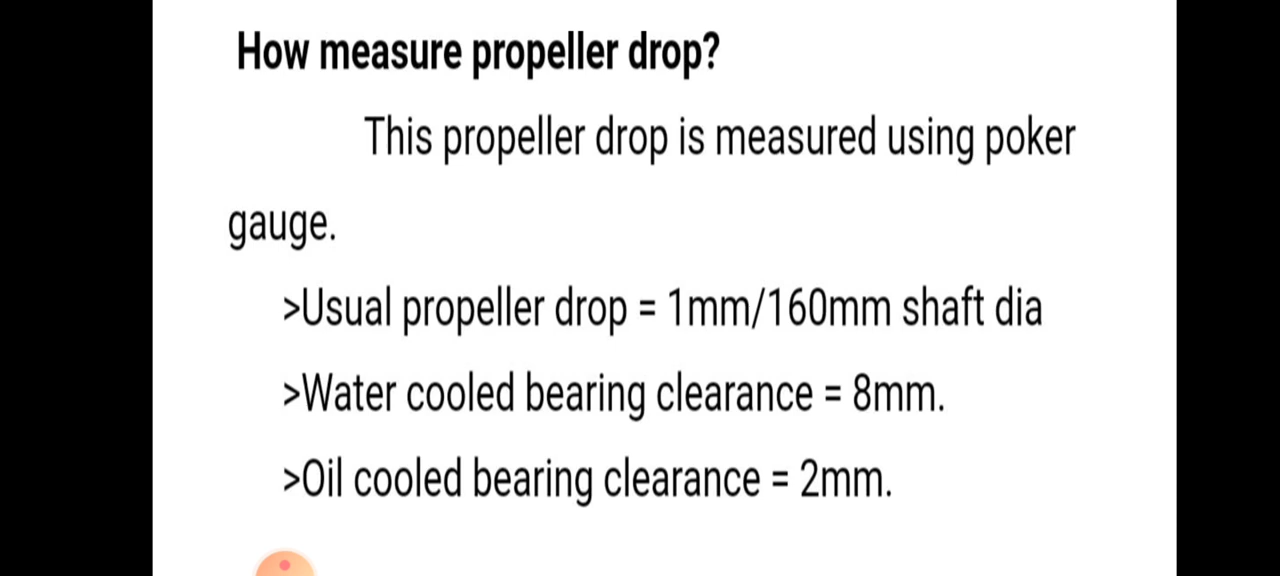 How measure propeller drop?
This propeller drop is measured using poker
gauge.
>Usual propeller drop = 1mm/160mm shaft dia
>Water cooled bearing clearance = 8mm.
>Oil cooled bearing clearance = 2mm.